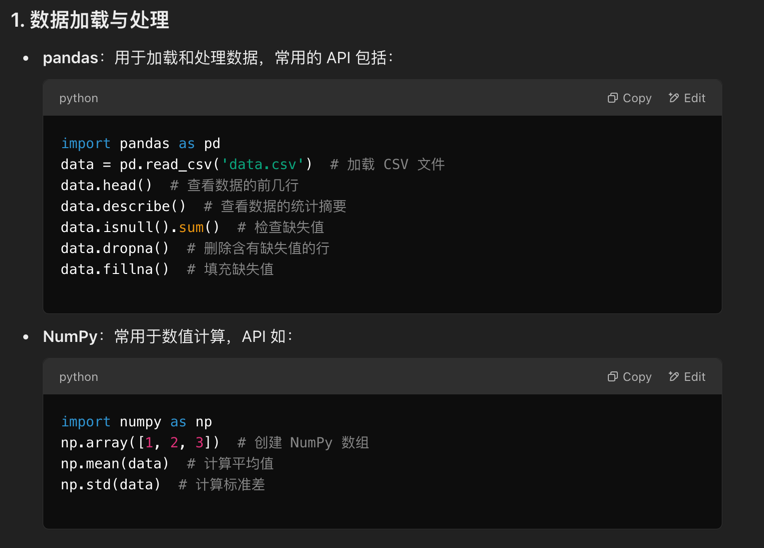 1. 数据加载与处理
• pandas：用于加载和处理数据，常用的 API 包括：
python Copy Edit
import pandas as pd
data = pd.read_csv('data.csv')  # 加载 CSV 文件
data.head()  # 查看数据的前几行
data.describe()  # 查看数据的统计摘要
data.isnull().sum()  # 检查缺失值
data.dropna()  # 删除含有缺失值的行
data.fillna()  # 填充缺失值
• NumPy：常用于数值计算，API 如：
python Copy Edit
import numpy as np
np.array([1, 2, 3])  # 创建 NumPy 数组
np.mean(data)  # 计算平均值
np.std(data)  # 计算标准差